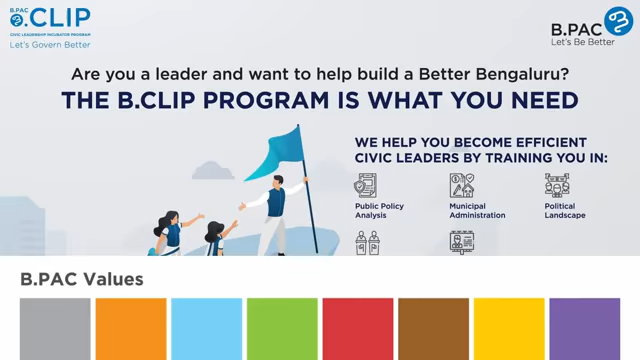 B.PAC
B.CLIP
CIVIC LEADERSHIP INCUBATOR PROGRAM
Let's Govern Better
B.PAC
Let's Be Better
Are you a leader and want to help build a Better Bengaluru?
THE B.CLIP PROGRAM IS WHAT YOU NEED
WE HELP YOU BECOME EFFICIENT
CIVIC LEADERS BY TRAINING YOU IN:
Public Policy
Analysis
Municipal
Administration
Political
Landscape
B.PAC Values